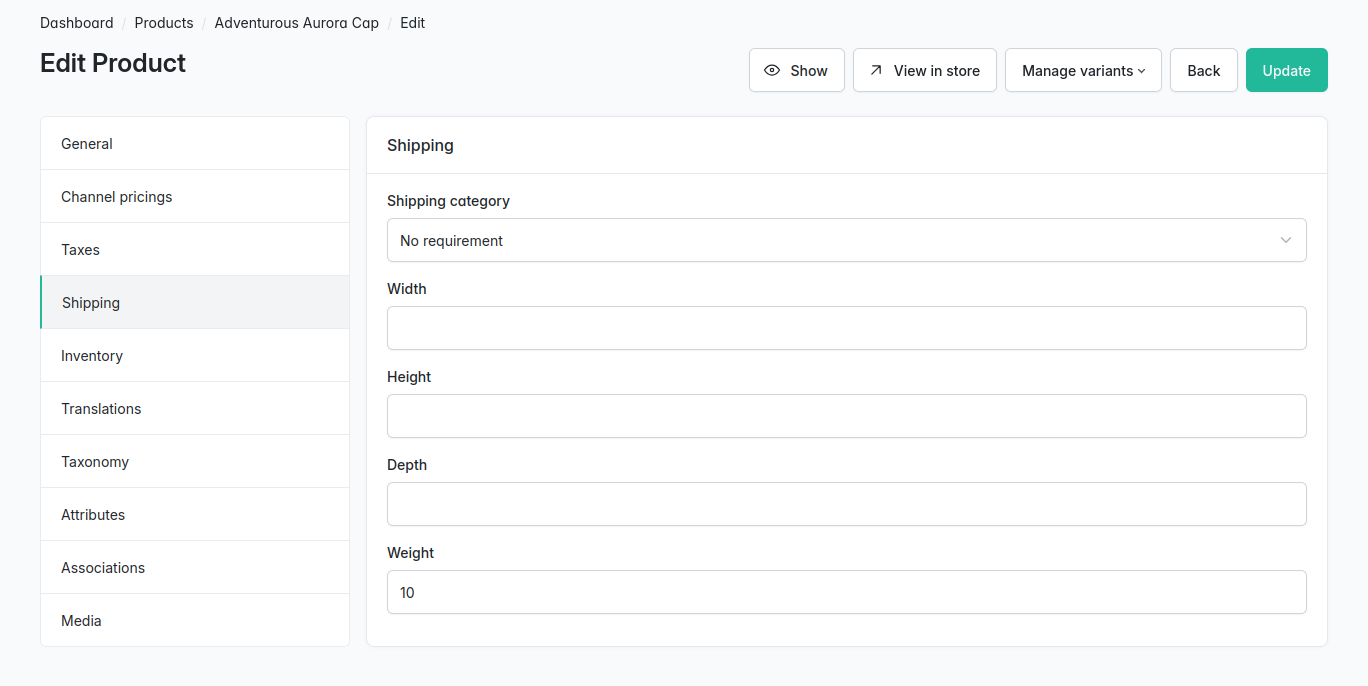 Dashboard / Products / Adventurous Aurora Cap / Edit
Edit Product
Show
View in store
Manage variants
Back
Update
General
Channel pricings
Taxes
Shipping
Inventory
Translations
Taxonomy
Attributes
Associations
Media
Shipping
Shipping category
No requirement
Width
Height
Depth
Weight
10